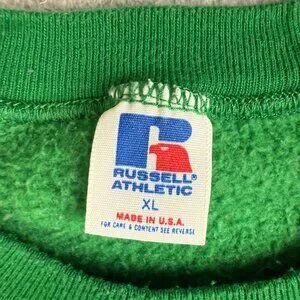 R
RUSSELL®
ATHLETIC
XL
MADE IN U.S.A.
FOR CARE & CONTENT SEE REVERSE